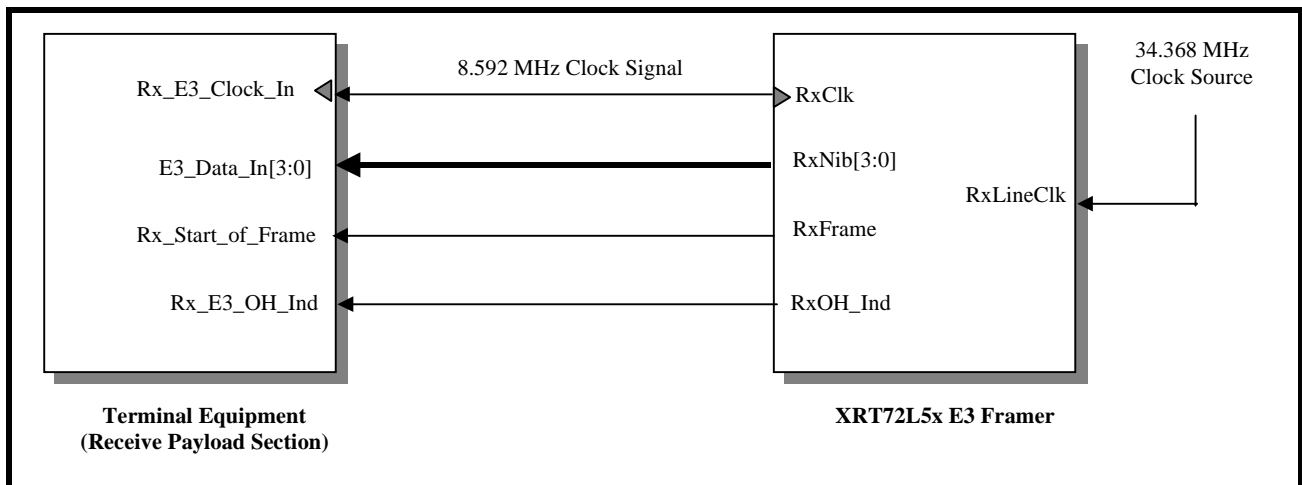 8.592 MHz Clock Signal
34.368 MHz
Clock Source
Rx_E3_Clock_In
RxClk
E3_Data_In[3:0]
RxNib[3:0]
RxLineClk
Rx_Start_of_Frame
RxFrame
Rx_E3_OH_Ind
RxOH_Ind
Terminal Equipment
(Receive Payload Section)
XRT72L5x E3 Framer